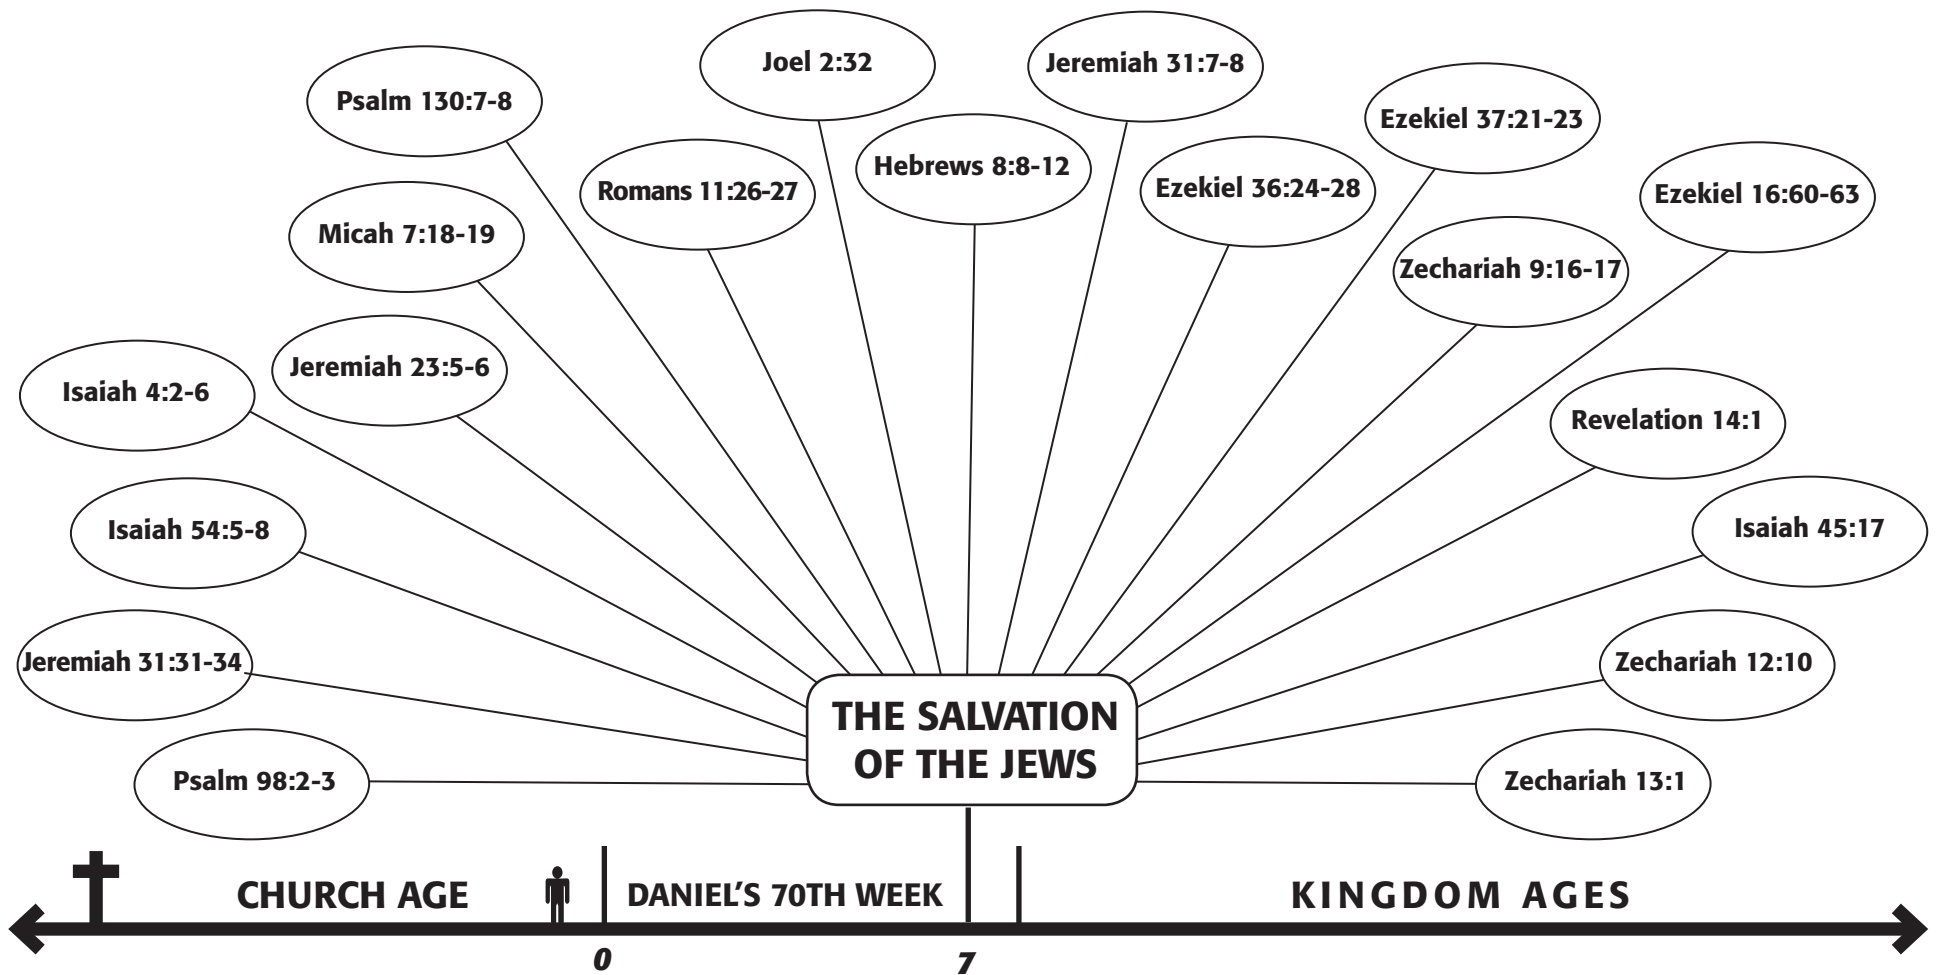 Joel 2:32
Jeremiah 31:7-8
Psalm 130:7-8
Ezekiel 37:21-23
Hebrews 8:8-12
Romans 11:26-27
Ezekiel 36:24-28
Ezekiel 16:60-63
Micah 7:18-19
Zechariah 9:16-17
Jeremiah 23:5-6
Isaiah 4:2-6
Revelation 14:1
Isaiah 54:5-8
Isaiah 45:17
Jeremiah 31:31-34
Zechariah 12:10
THE SALVATION
OF THE JEWS
Psalm 98:2-3
Zechariah 13:1
CHURCH AGE
DANIEL’S 70TH WEEK
KINGDOM AGES
0
7